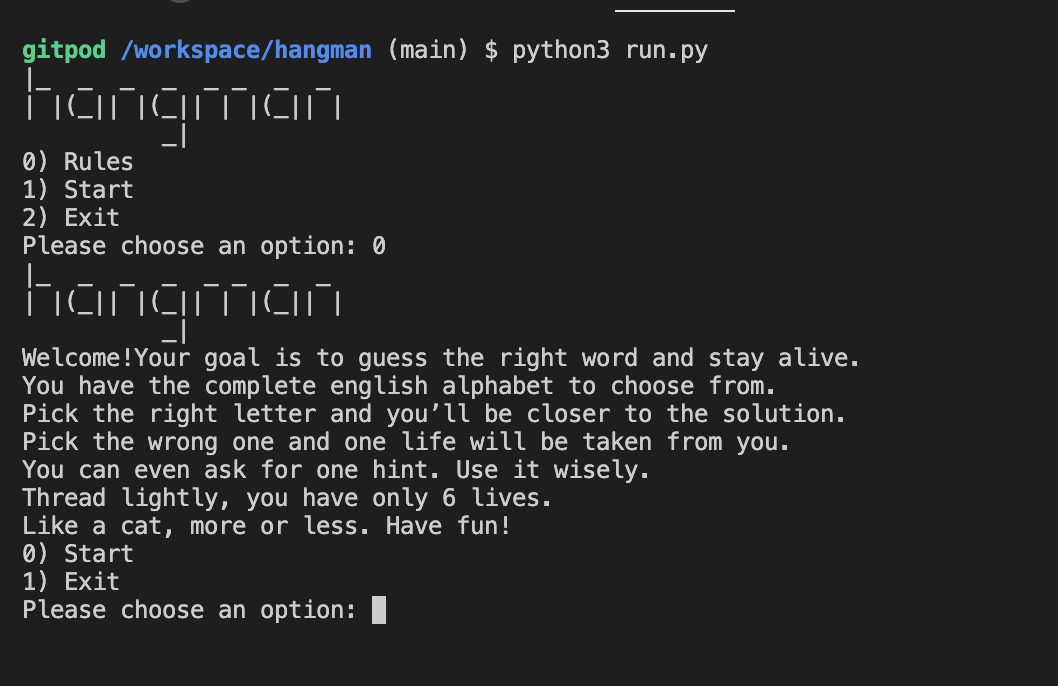 gitpod /workspace/hangman (main) $ python3 run.py
|_  _  _  _  _ _  _  _
| |(_|| |(_|| | |(_|| |
          _|
0) Rules
1) Start
2) Exit
Please choose an option: 0
|_  _  _  _  _ _  _  _
| |(_|| |(_|| | |(_|| |
          _|
Welcome!Your goal is to guess the right word and stay alive.
You have the complete english alphabet to choose from.
Pick the right letter and you’ll be closer to the solution.
Pick the wrong one and one life will be taken from you.
You can even ask for one hint. Use it wisely.
Thread lightly, you have only 6 lives.
Like a cat, more or less. Have fun!
0) Start
1) Exit
Please choose an option: